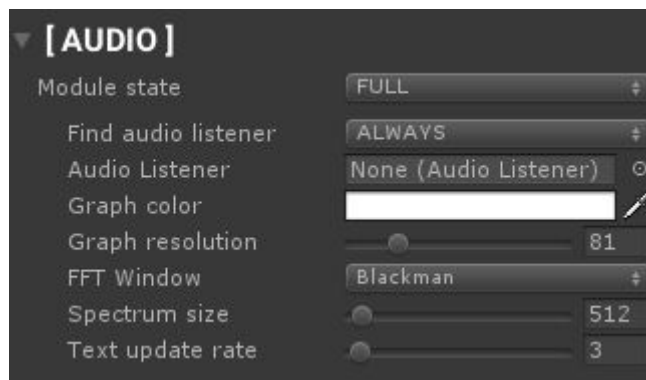 [ AUDIO ]
Module state FULL
Find audio listener ALWAYS
Audio Listener None (Audio Listener)
Graph color
Graph resolution 81
FFT Window Blackman
Spectrum size 512
Text update rate 3